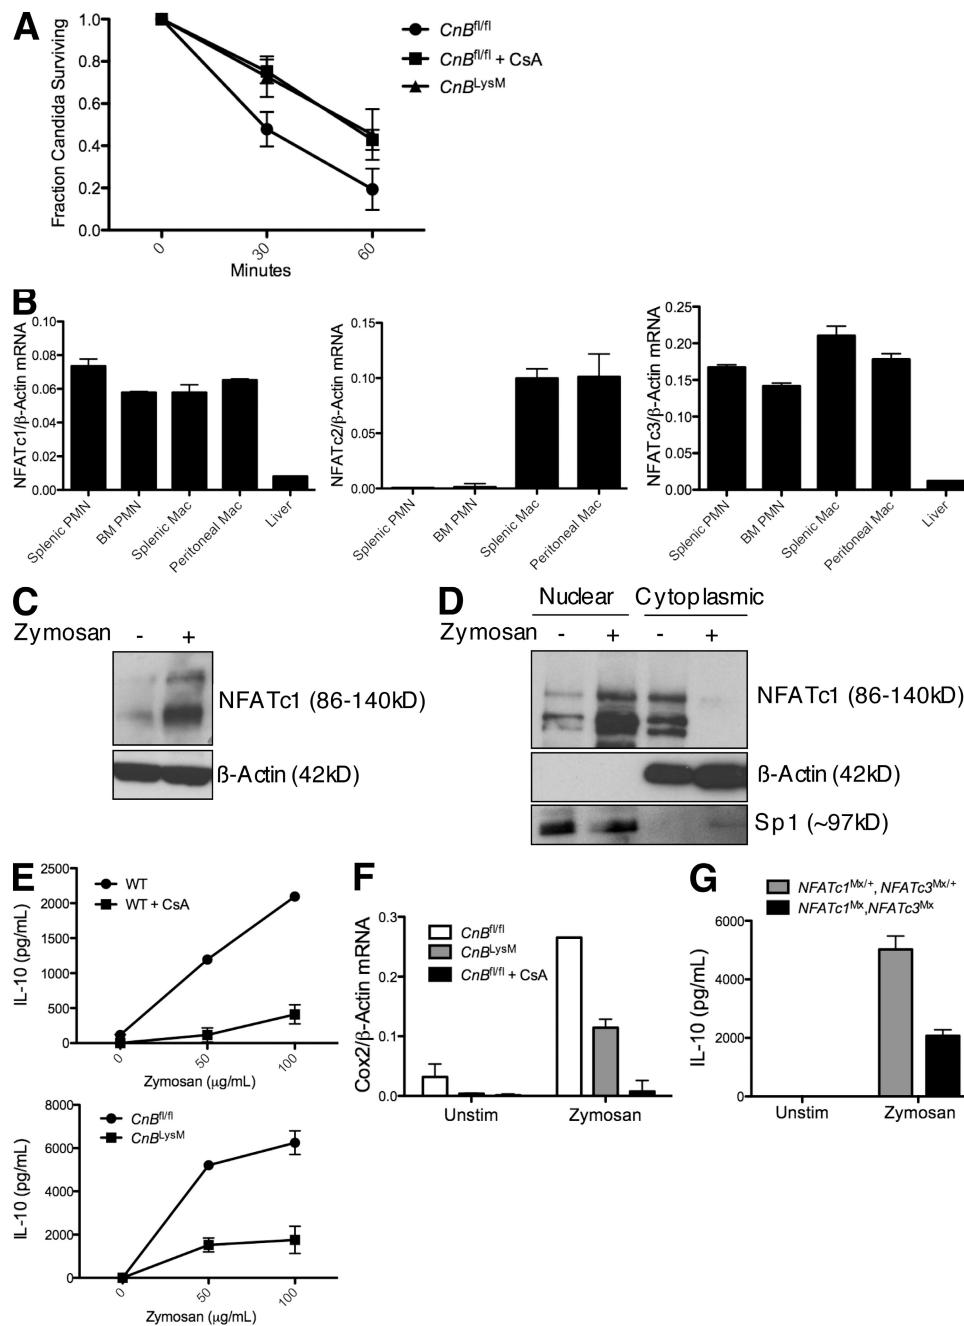 A
Fraction Candida Surviving
1.0
0.8
0.6
0.4
0.2
0.0
0
30
60
Minutes
CnBfl/fl
CnBfl/fl + CsA
CnBLysM
B
NFATc1/β-Actin mRNA
0.10
0.08
0.06
0.04
0.02
0.00
Splenic PMN
BM PMN
Splenic Mac
Peritoneal Mac
Liver
NFATc2/β-Actin mRNA
0.15
0.10
0.05
0.00
Splenic PMN
BM PMN
Splenic Mac
Peritoneal Mac
NFATc3/β-Actin mRNA
0.25
0.20
0.15
0.10
0.05
0.00
Splenic PMN
BM PMN
Splenic Mac
Peritoneal Mac
Liver
C
Zymosan - +
NFATc1 (86-140kD)
ß-Actin (42kD)
D
Nuclear Cytoplasmic
Zymosan - + - +
NFATc1 (86-140kD)
ß-Actin (42kD)
Sp1 (~97kD)
E
IL-10 (pg/mL)
2500
2000
1500
1000
500
0
WT
WT + CsA
0
50
100
Zymosan (μg/mL)
IL-10 (pg/mL)
8000
6000
4000
2000
0
CnBfl/fl
CnBLysM
0
50
100
Zymosan (μg/mL)
F
Cox2/β-Actin mRNA
0.3
0.2
0.1
0.0
CnBfl/fl
CnBLysM
CnBfl/fl + CsA
Unstim
Zymosan
G
NFATc1Mx/+, NFATc3Mx/+
NFATc1Mx,NFATc3Mx
IL-10 (pg/mL)
6000
4000
2000
0
Unstim
Zymosan